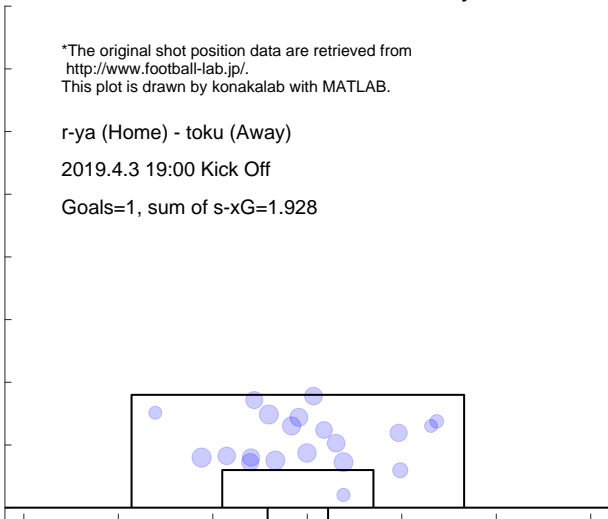 *The original shot position data are retrieved from
http://www.football-lab.jp/.
This plot is drawn by konakalab with MATLAB.
r-ya (Home) - toku (Away)
2019.4.3 19:00 Kick Off
Goals=1, sum of s-xG=1.928